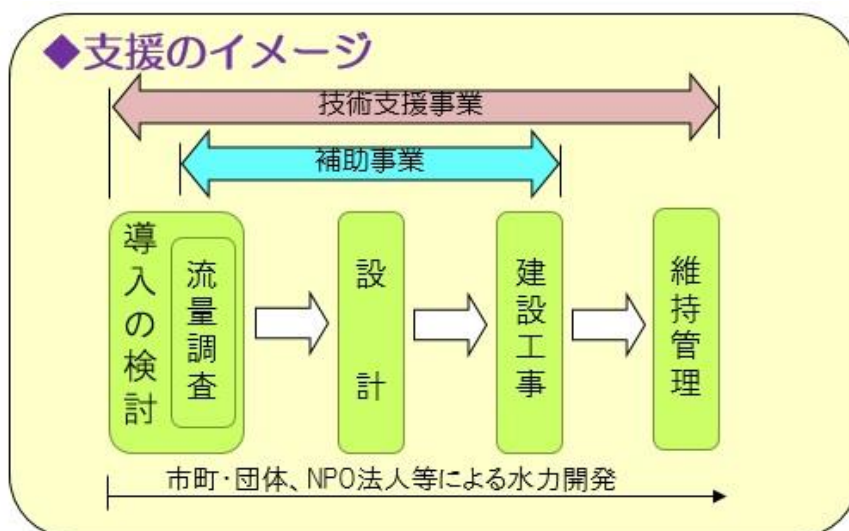 ◆支援のイメージ
技術支援事業
補助事業
導入の検討
流量調査
設計
建設工事
維持管理
市町・団体、NPO法人等による水力開発